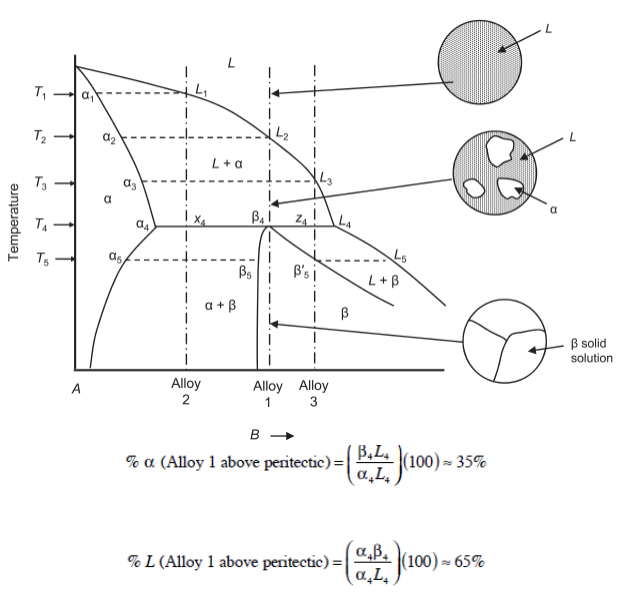 L
L
T₁
α₁
L₁
T₂
α₂
L₂
L + α
L
T₃
α₃
L₃
α
α
T₄
α₄
x₄
β₄
z₄
L₄
T₅
α₅
β₅
β'₅
L₅
L + β
α + β
β
β solid
solution
Temperature
A
Alloy
2
Alloy
1
Alloy
3
B
% α (Alloy 1 above peritectic) = (β₄L₄ / α₄L₄)(100) ≈ 35%
% L (Alloy 1 above peritectic) = (α₄β₄ / α₄L₄)(100) ≈ 65%